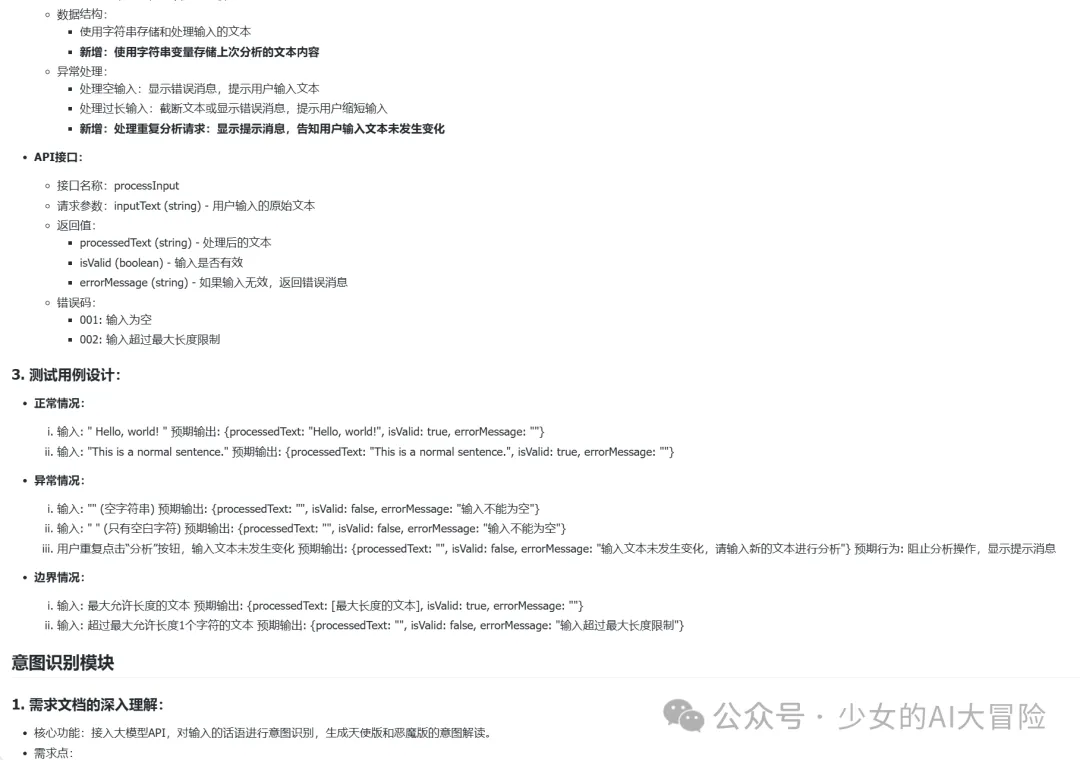 数据结构：
使用字符串存储和处理输入的文本
新增：使用字符串变量存储上次分析的文本内容
异常处理：
处理空输入：显示错误消息，提示用户输入文本
处理过长输入：截断文本或显示错误消息，提示用户缩短输入
新增：处理重复分析请求：显示提示消息，告知用户输入文本未发生变化
API接口：
接口名称：processInput
请求参数：inputText (string) - 用户输入的原始文本
返回值：
processedText (string) - 处理后的文本
isValid (boolean) - 输入是否有效
errorMessage (string) - 如果输入无效，返回错误消息
错误码：
001: 输入为空
002: 输入超过最大长度限制
3. 测试用例设计：
正常情况：
i. 输入: " Hello, world! " 预期输出: {processedText: "Hello, world!", isValid: true, errorMessage: ""}
ii. 输入: "This is a normal sentence." 预期输出: {processedText: "This is a normal sentence.", isValid: true, errorMessage: ""}
异常情况：
i. 输入: "" (空字符串) 预期输出: {processedText: "", isValid: false, errorMessage: "输入不能为空"}
ii. 输入: " " (只有空白字符) 预期输出: {processedText: "", isValid: false, errorMessage: "输入不能为空"}
iii. 用户重复点击"分析"按钮，输入文本未发生变化 预期输出: {processedText: "", isValid: false, errorMessage: "输入文本未发生变化，请输入新的文本进行分析"} 预期行为: 阻止分析操作，显示提示消息
边界情况：
i. 输入: 最大允许长度的文本 预期输出: {processedText: [最大长度的文本], isValid: true, errorMessage: ""}
ii. 输入: 超过最大允许长度1个字符的文本 预期输出: {processedText: "", isValid: false, errorMessage: "输入超过最大长度限制"}
意图识别模块
1. 需求文档的深入理解：
核心功能：接入大模型API，对输入的话语进行意图识别，生成天使版和恶魔版的意图解读。
需求点：
公众号 · 少女的AI大冒险